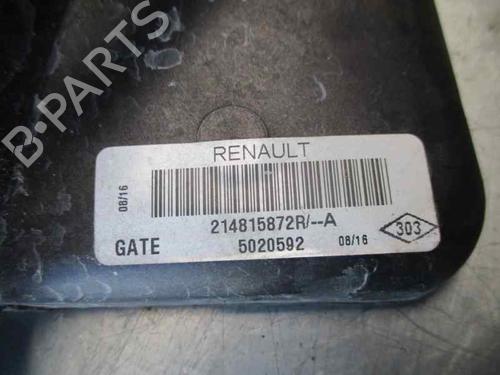 B-PARTS
RENAULT
08/16
214815872R/--A
GATE 5020592 08/16 303